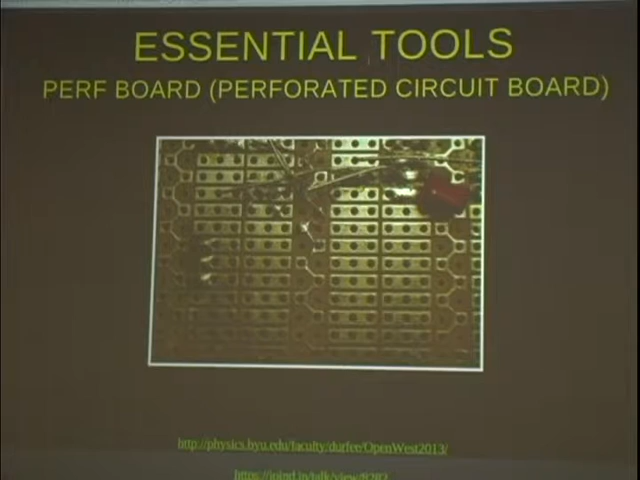 ESSENTIAL TOOLS
PERF BOARD (PERFORATED CIRCUIT BOARD)
http://physics.byu.edu/faculty/durfee/OpenWest2013/